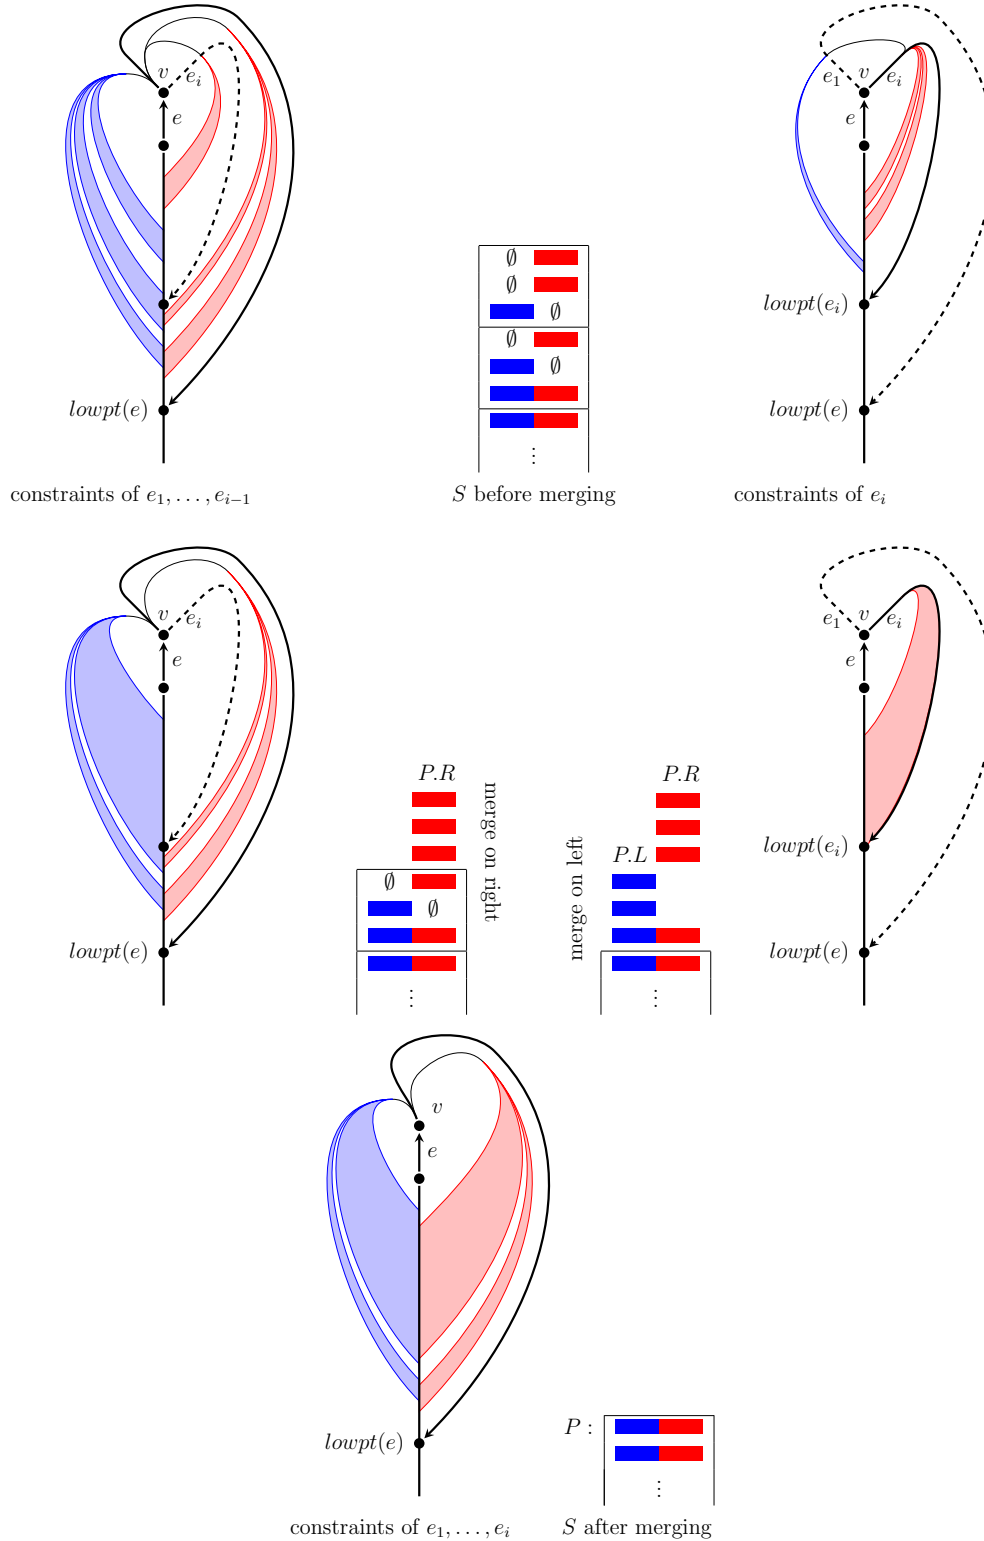 v
e_i
e
lowpt(e)
constraints of e_1, . . . , e_{i−1}
∅
∅
∅
∅
∅
⋮
S before merging
e_1
v
e_i
e
lowpt(e_i)
lowpt(e)
constraints of e_i
v
e_i
e
lowpt(e)
P.R
merge on right
∅
∅
⋮
P.R
merge on left
P.L
⋮
e_1
v
e_i
e
lowpt(e_i)
lowpt(e)
v
e
lowpt(e)
constraints of e_1, . . . , e_i
P :
⋮
S after merging